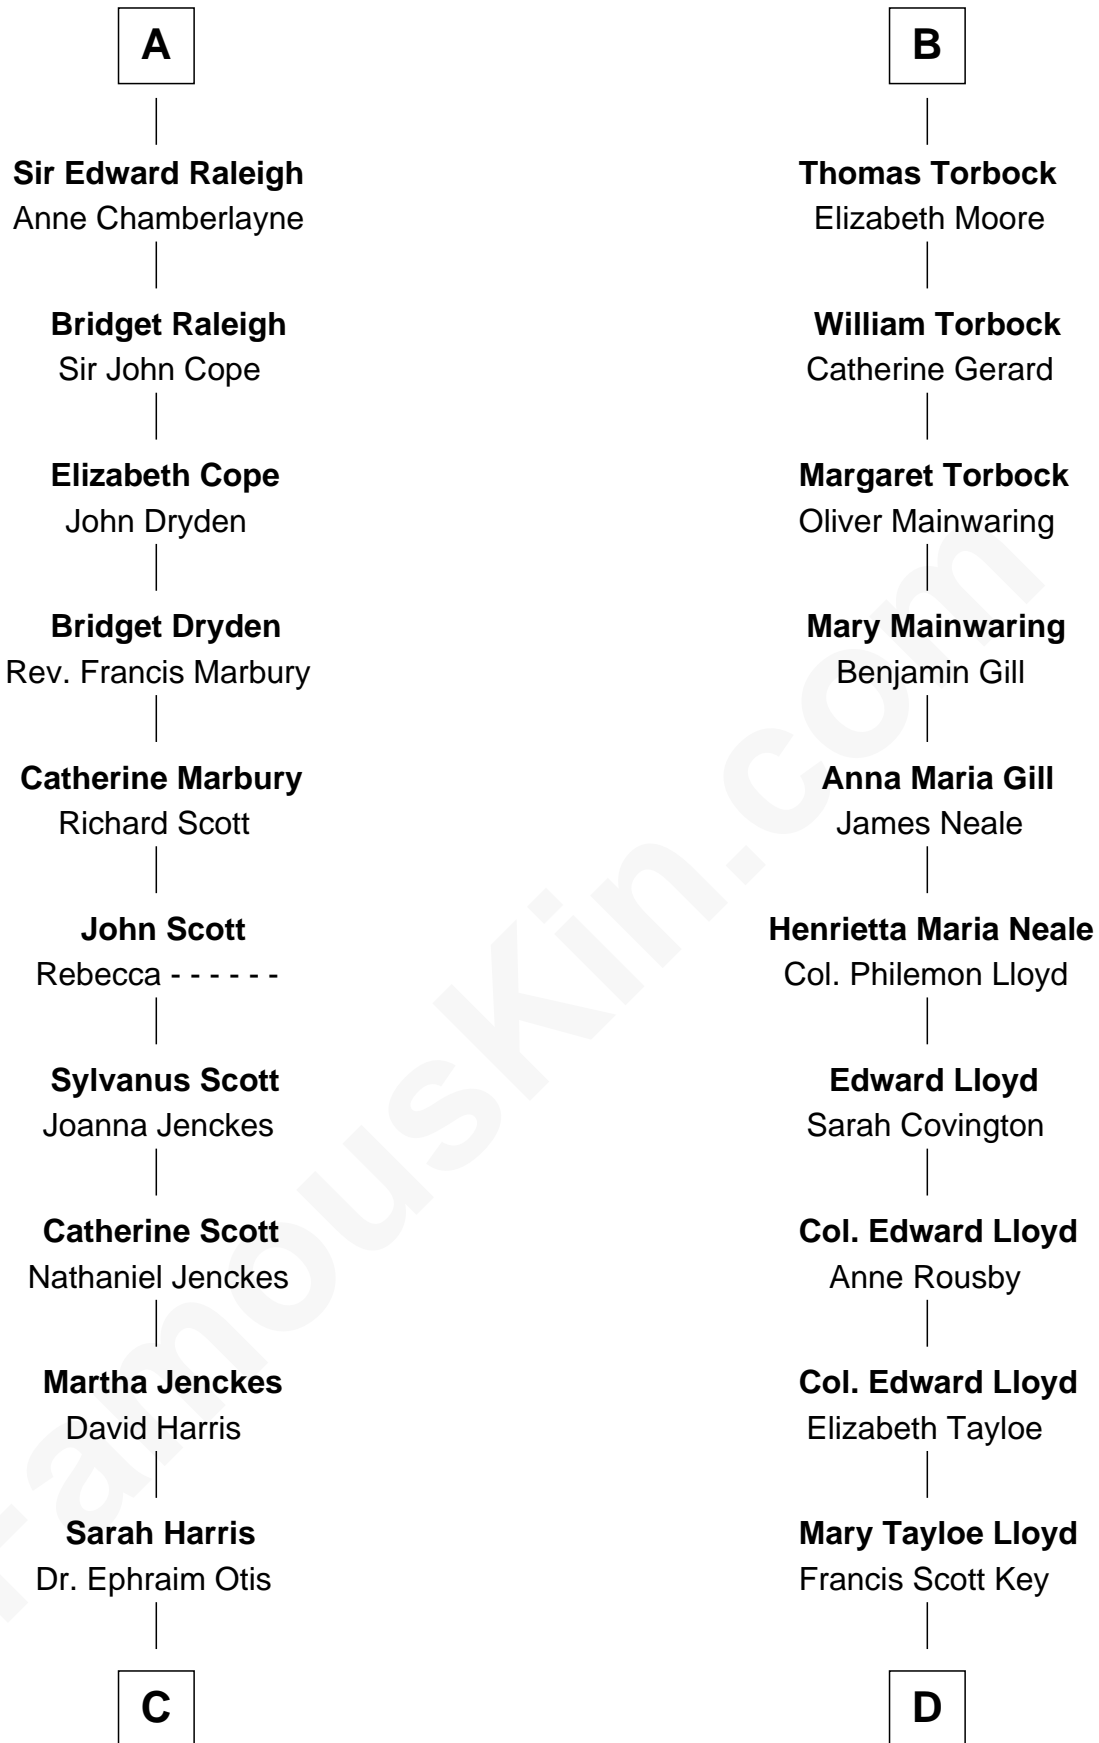 A
Sir Edward Raleigh
Anne Chamberlayne
Bridget Raleigh
Sir John Cope
Elizabeth Cope
John Dryden
Bridget Dryden
Rev. Francis Marbury
Catherine Marbury
Richard Scott
John Scott
Rebecca - - - - - -
Sylvanus Scott
Joanna Jenckes
Catherine Scott
Nathaniel Jenckes
Martha Jenckes
David Harris
Sarah Harris
Dr. Ephraim Otis
C
B
Thomas Torbock
Elizabeth Moore
William Torbock
Catherine Gerard
Margaret Torbock
Oliver Mainwaring
Mary Mainwaring
Benjamin Gill
Anna Maria Gill
James Neale
Henrietta Maria Neale
Col. Philemon Lloyd
Edward Lloyd
Sarah Covington
Col. Edward Lloyd
Anne Rousby
Col. Edward Lloyd
Elizabeth Tayloe
Mary Tayloe Lloyd
Francis Scott Key
D
FamousKin.com